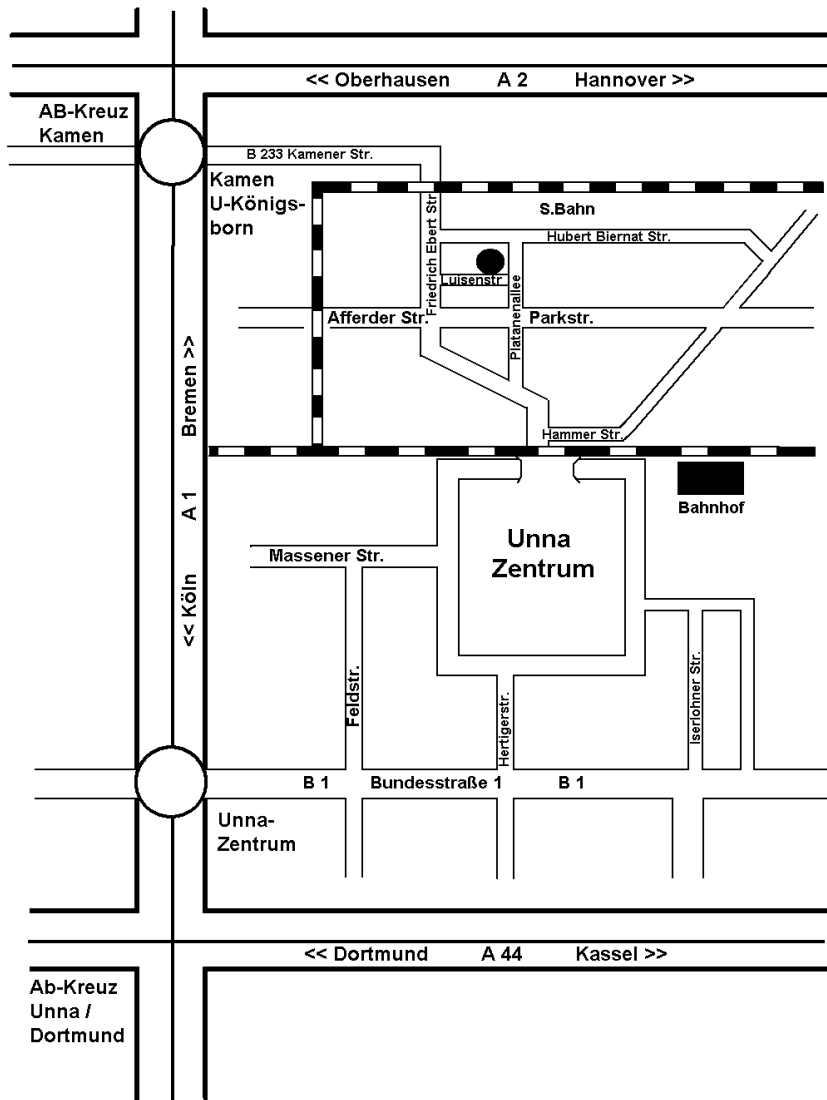 << Oberhausen A 2 Hannover >>
AB-Kreuz
Kamen
B 233 Kamener Str.
Kamen
U-Königs-
born
S.Bahn
Friedrich Ebert Str
Hubert Biernat Str.
Luisenstr
Platanenallee
Afferder Str.
Parkstr.
Hammer Str.
<< Köln A 1 Bremen >>
Bahnhof
Unna
Zentrum
Massener Str.
Feldstr.
Hertigerstr.
Iserlohner Str.
B 1 Bundesstraße 1 B 1
Unna-
Zentrum
<< Dortmund A 44 Kassel >>
Ab-Kreuz
Unna /
Dortmund